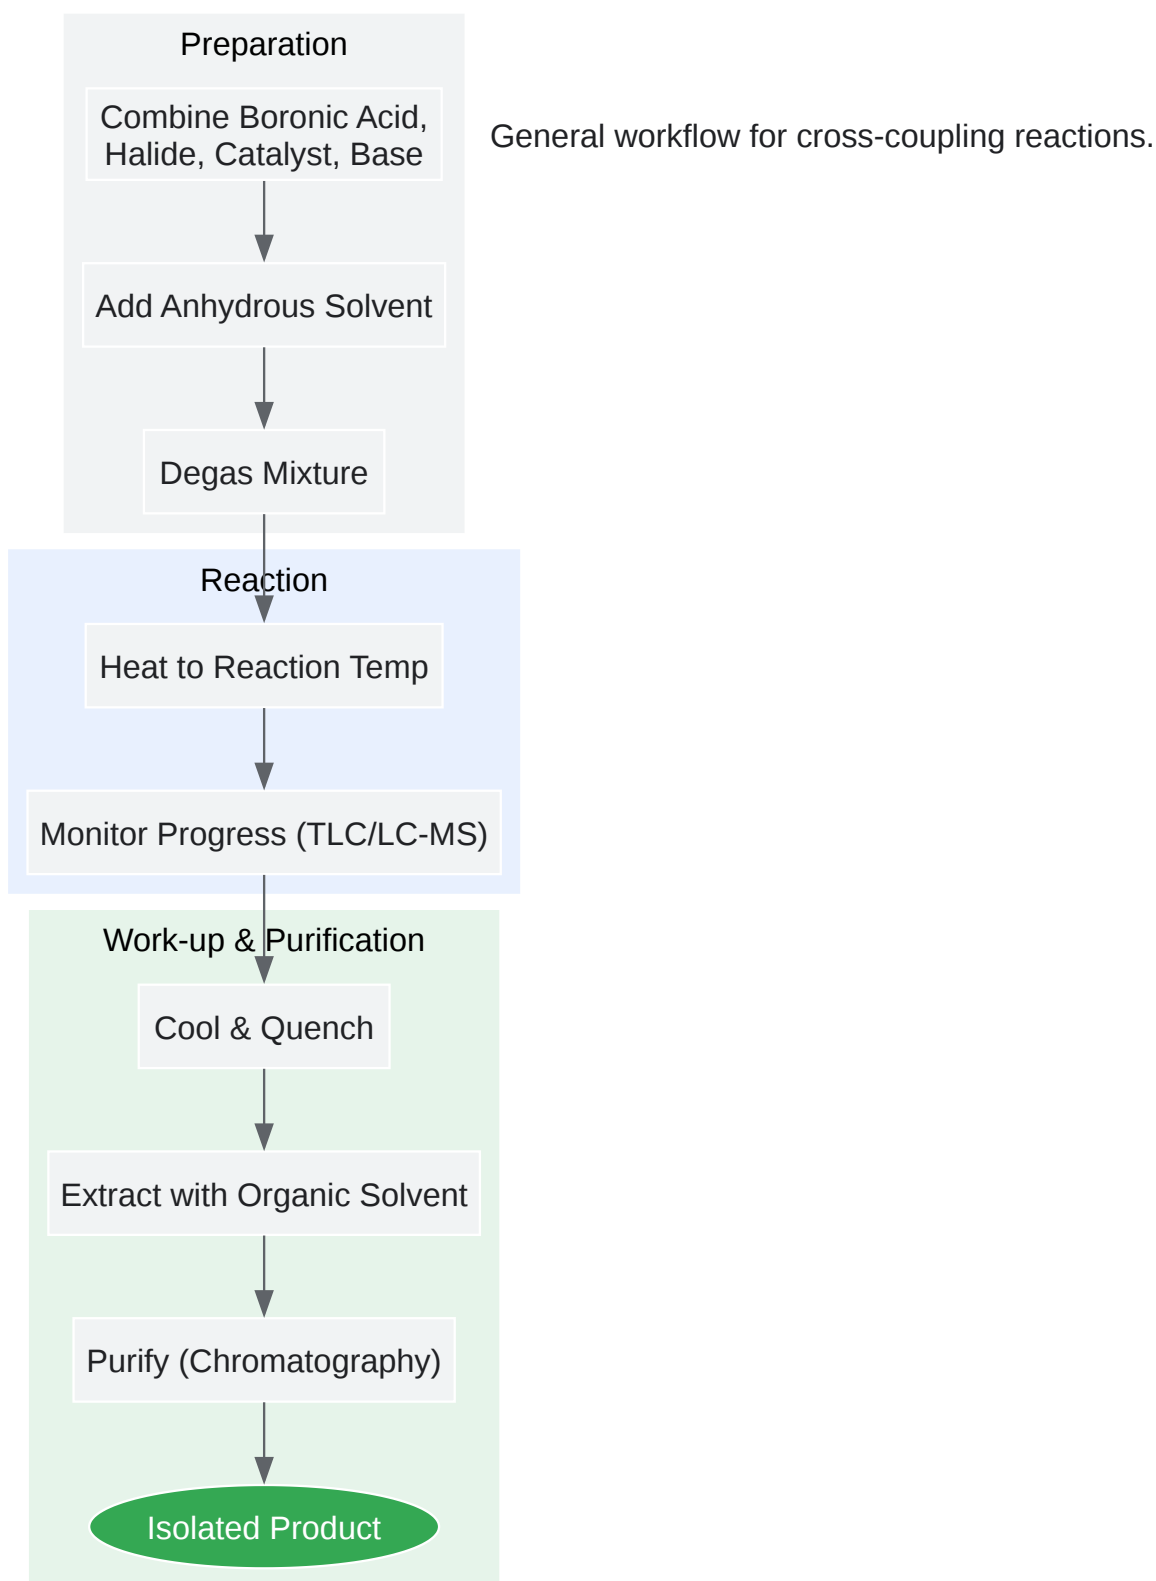 Preparation
Combine Boronic Acid,
Halide, Catalyst, Base
General workflow for cross-coupling reactions.
Add Anhydrous Solvent
Degas Mixture
Reaction
Heat to Reaction Temp
Monitor Progress (TLC/LC-MS)
Work-up & Purification
Cool & Quench
Extract with Organic Solvent
Purify (Chromatography)
Isolated Product